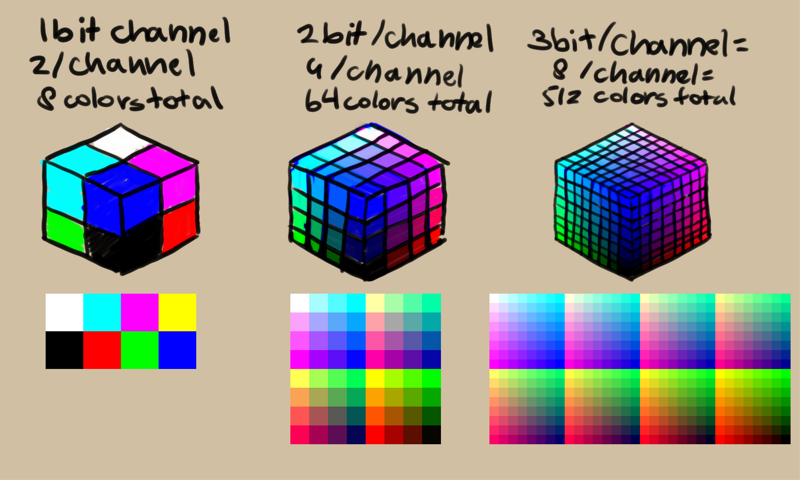 1bit channel
2/channel
8 colors total
2bit/channel
4/channel
64 colors total
3bit/channel=
8/channel=
512 colors total